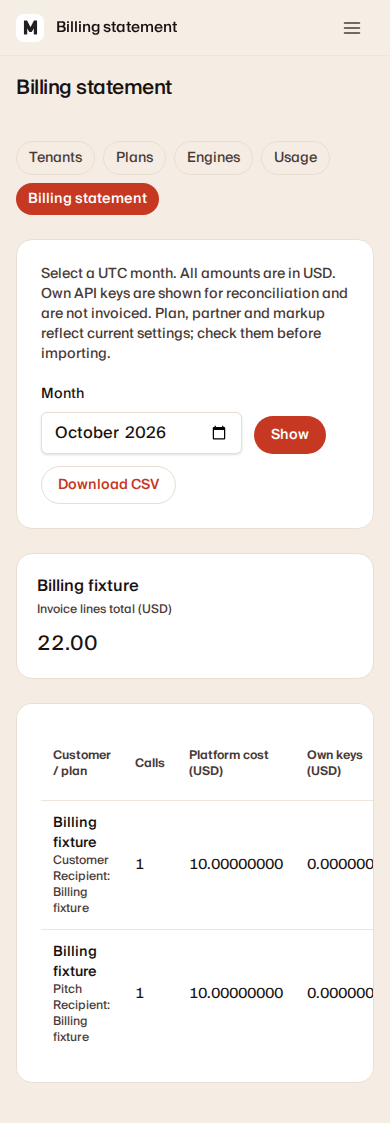 M Billing statement
Billing statement
Tenants Plans Engines Usage
Billing statement
Select a UTC month. All amounts are in USD.
Own API keys are shown for reconciliation and
are not invoiced. Plan, partner and markup
reflect current settings; check them before
importing.
Month
October 2026 Show
Download CSV
Billing fixture
Invoice lines total (USD)
22.00
Customer / plan Calls Platform cost (USD) Own keys (USD)
Billing
fixture
Customer
Recipient:
Billing
fixture
1 10.00000000 0.000000
Billing
fixture
Pitch
Recipient:
Billing
fixture
1 10.00000000 0.000000